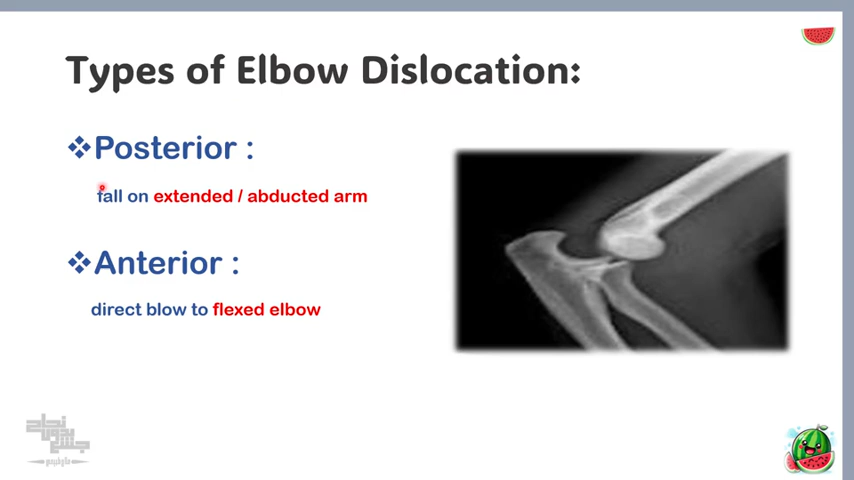 Types of Elbow Dislocation:
❖Posterior :
fall on extended / abducted arm
❖Anterior :
direct blow to flexed elbow